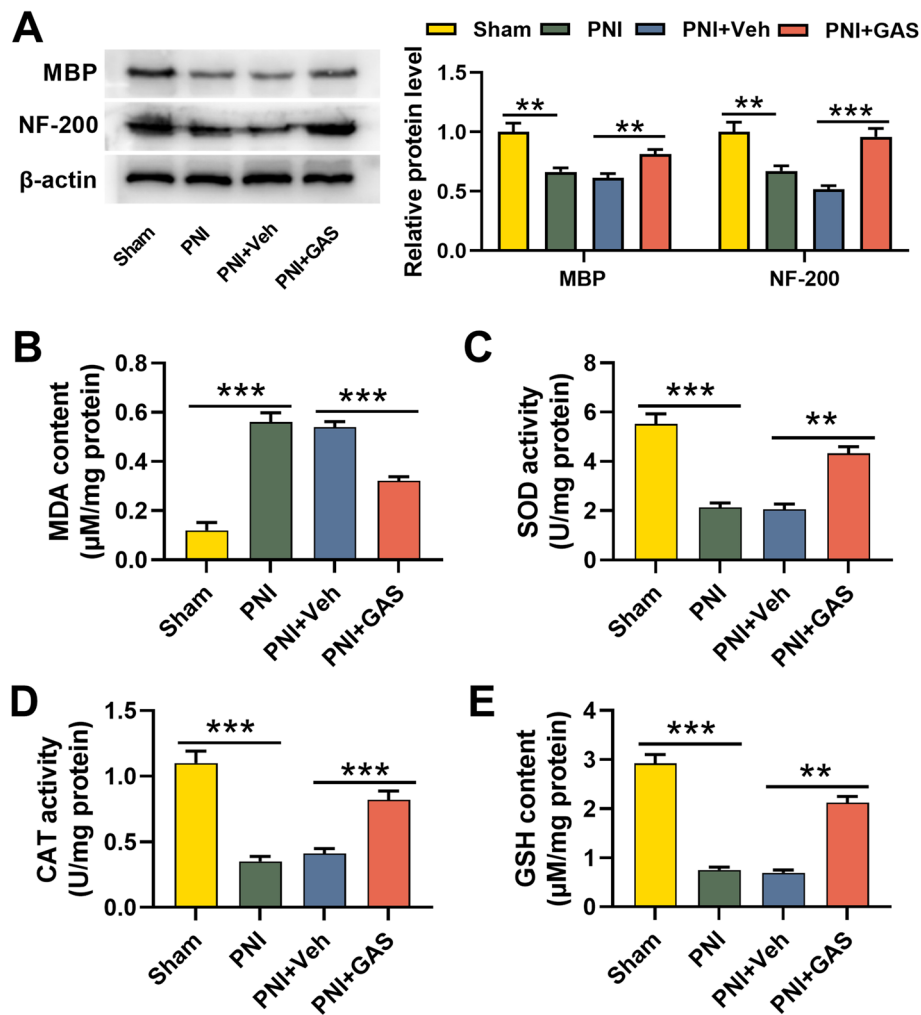 A
MBP
NF-200
β-actin
Sham
PNI
PNI+Veh
PNI+GAS
Sham PNI PNI+Veh PNI+GAS
Relative protein level
1.5
1.0
0.5
0.0
** ** ** ***
MBP NF-200
B
MDA content
(μM/mg protein)
0.8
0.6
0.4
0.2
0.0
*** ***
Sham
PNI
PNI+Veh
PNI+GAS
C
SOD activity
(U/mg protein)
8
6
4
2
0
*** **
Sham
PNI
PNI+Veh
PNI+GAS
D
CAT activity
(U/mg protein)
1.5
1.0
0.5
0.0
*** ***
Sham
PNI
PNI+Veh
PNI+GAS
E
GSH content
(μM/mg protein)
4
3
2
1
0
*** **
Sham
PNI
PNI+Veh
PNI+GAS